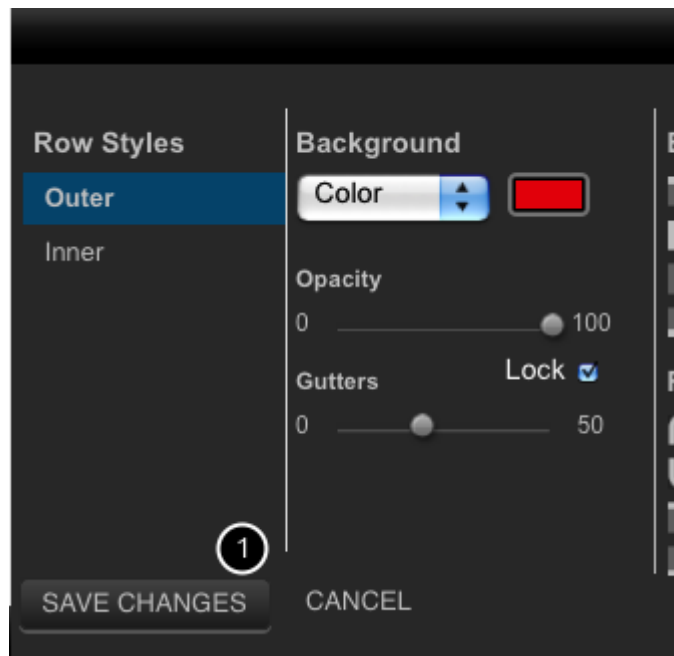 Row Styles
Outer
Inner
Background
Color
Opacity
0 100
Gutters Lock
0 50
1
SAVE CHANGES CANCEL